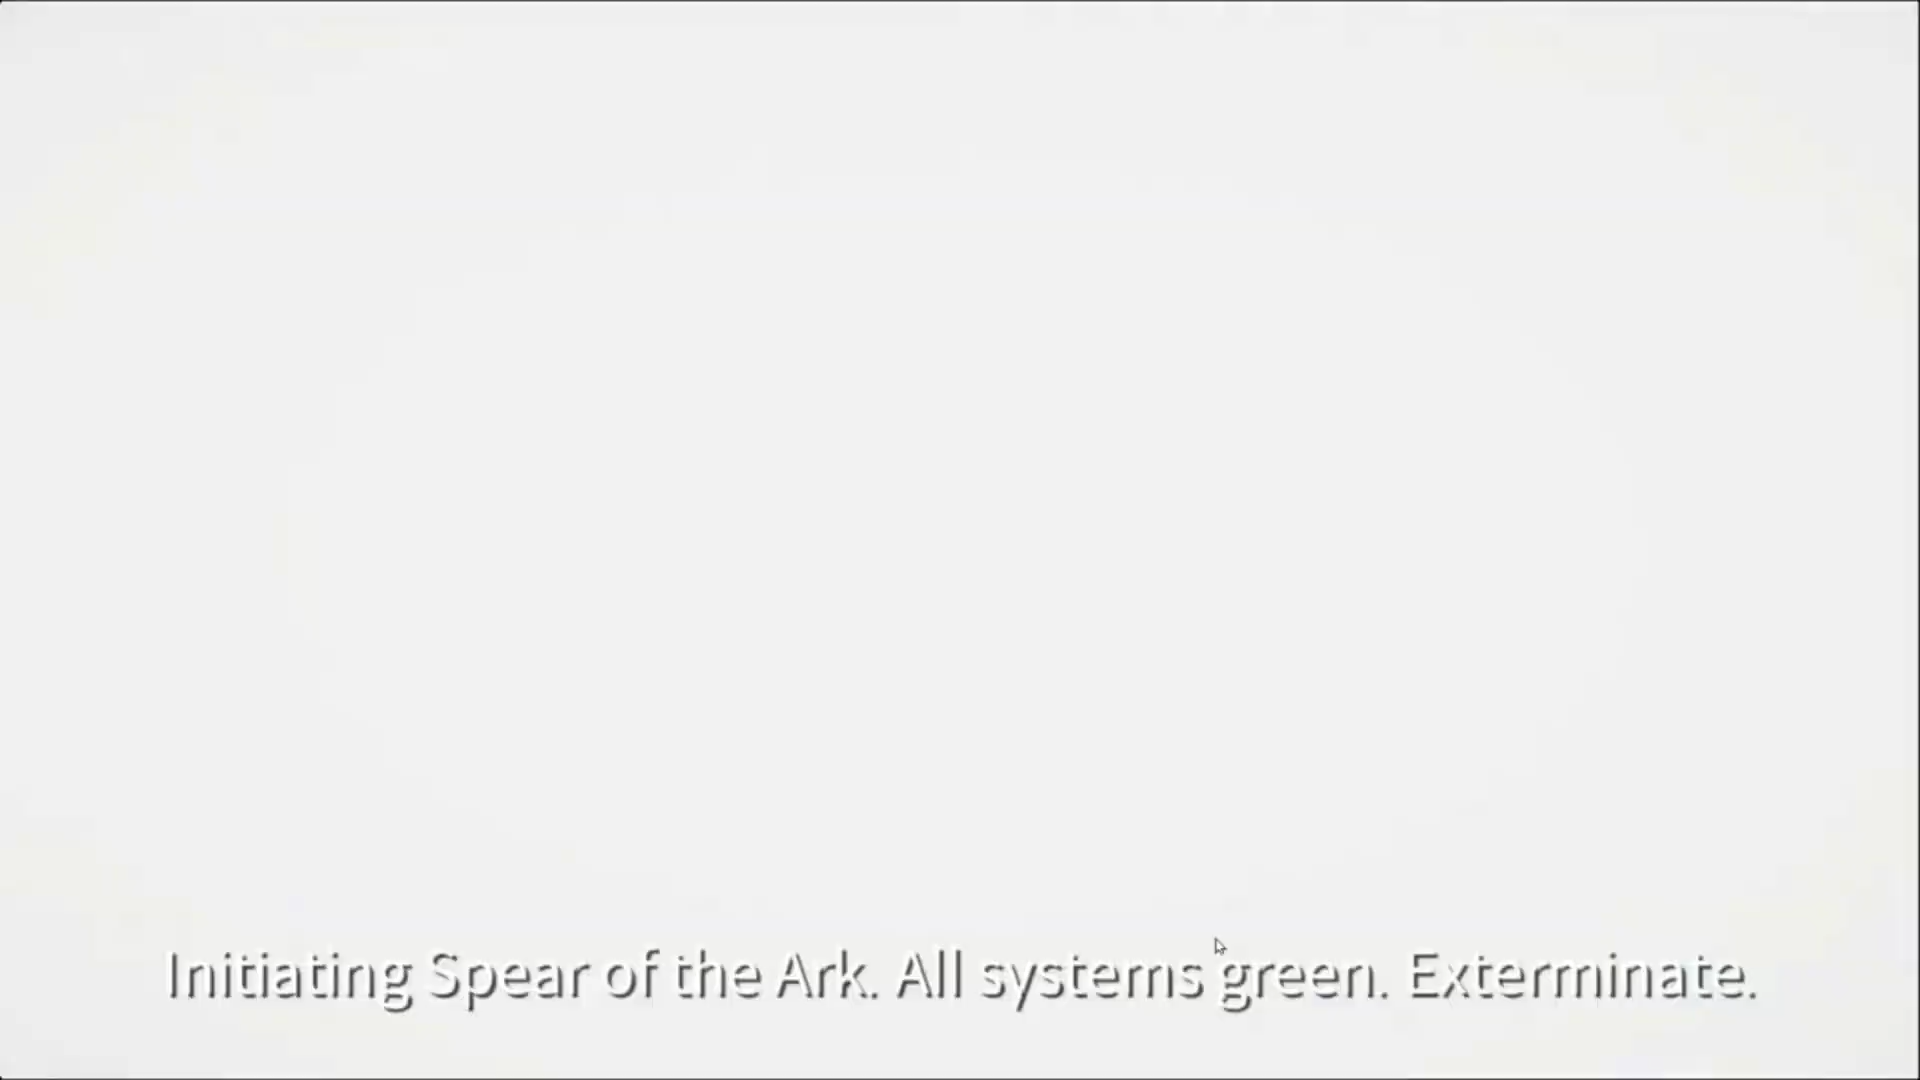 Initiating Spear of the Ark. All systems green. Exterminate.